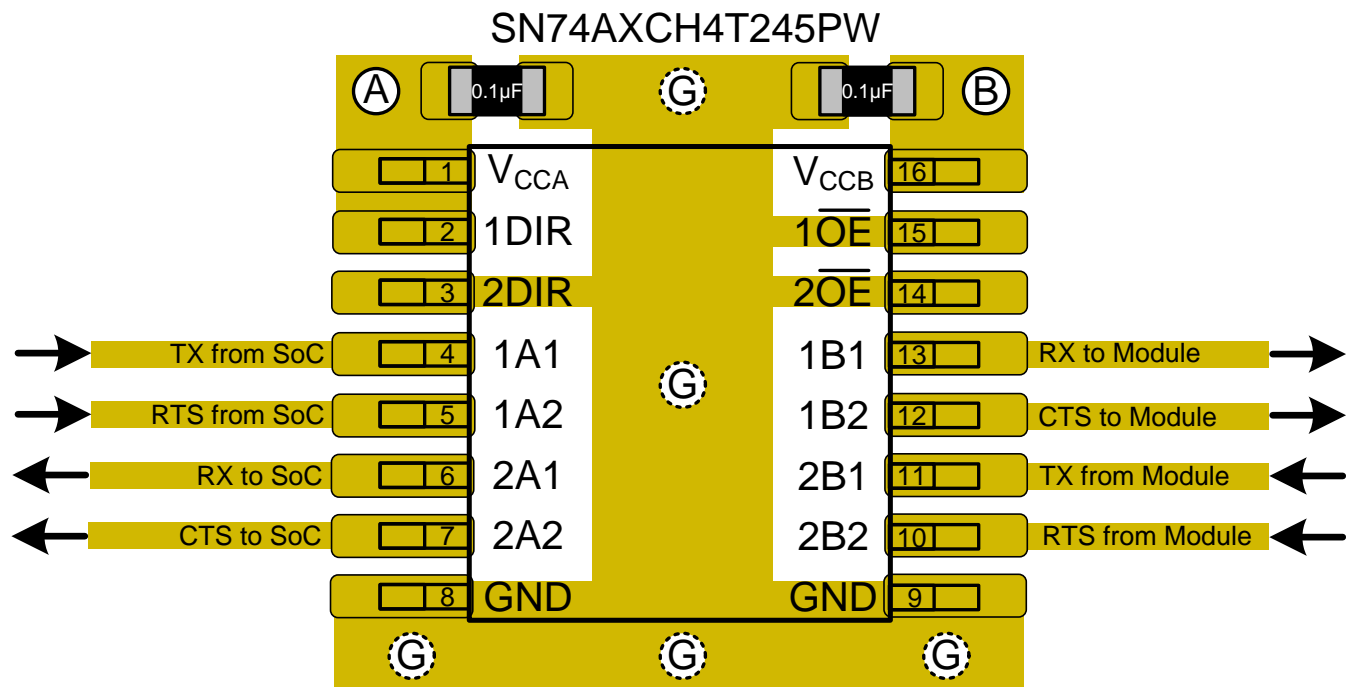 SN74AXCH4T245PW
A 0.1µF G 0.1µF B
1 VCCA VCCB 16
2 1DIR 1OE 15
3 2DIR 2OE 14
TX from SoC 4 1A1 1B1 13 RX to Module
G
RTS from SoC 5 1A2 1B2 12 CTS to Module
RX to SoC 6 2A1 2B1 11 TX from Module
CTS to SoC 7 2A2 2B2 10 RTS from Module
8 GND GND 9
G G G